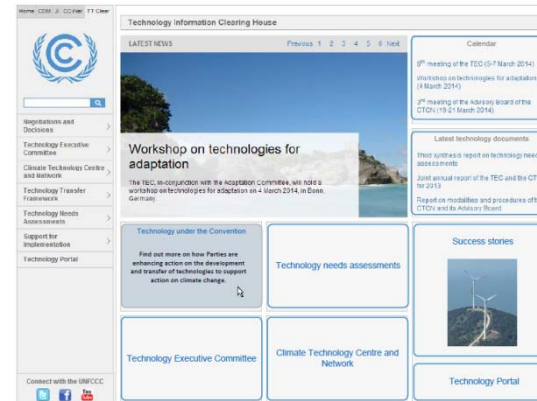 Home CDM JI CC:iNet TT:Clear
Technology Information Clearing House
LATEST NEWS
Previous 1 2 3 4 5 6 Next
Workshop on technologies for
adaptation
The TEC, in conjunction with the Adaptation Committee, will hold a
workshop on technologies for adaptation on 4 March 2014, in Bonn,
Germany.
Calendar
8th meeting of the TEC (5-7 March 2014)
Workshop on technologies for adaptation
(4 March 2014)
3rd meeting of the Advisory Board of the
CTCN (19-21 March 2014)
Latest technology documents
Third synthesis report on technology need
assessments
Joint annual report of the TEC and the CT
for 2013
Report on modalities and procedures of t
CTCN and its Advisory Board
Negotiations and
Decisions
Technology Executive
Committee
Climate Technology Centre
and Network
Technology Transfer
Framework
Technology Needs
Assessments
Support for
Implementation
Technology Portal
Connect with the UNFCCC
You
Technology under the Convention
Find out more on how Parties are
enhancing action on the development
and transfer of technologies to support
action on climate change.
Technology needs assessments
Success stories
Technology Executive Committee
Climate Technology Centre and
Network
Technology Portal